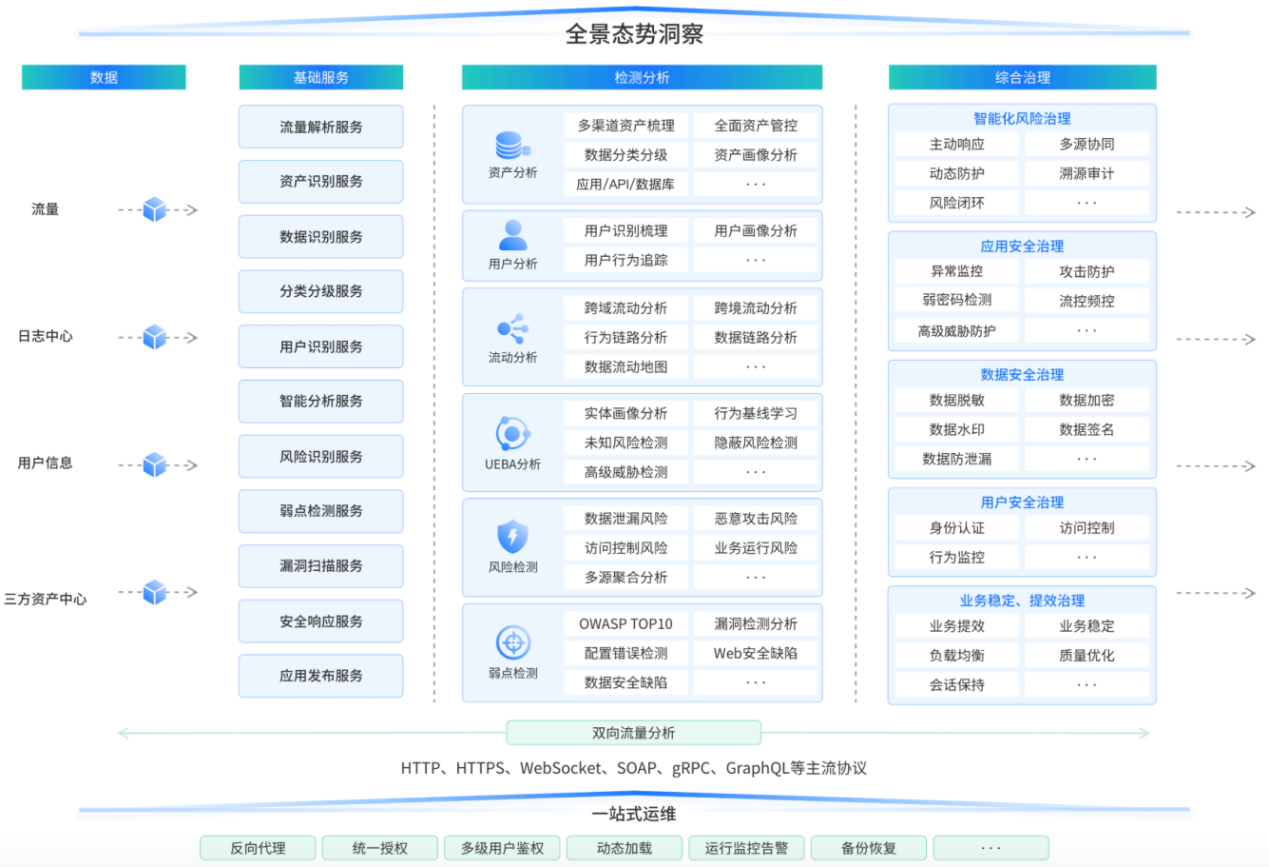 全景态势洞察
数据
流量
日志中心
用户信息
三方资产中心
基础服务
流量解析服务
资产识别服务
数据识别服务
分类分级服务
用户识别服务
智能分析服务
风险识别服务
弱点检测服务
漏洞扫描服务
安全响应服务
应用发布服务
检测分析
资产分析
多渠道资产梳理 全面资产管控
数据分类分级 资产画像分析
应用/API/数据库 ···
用户分析
用户识别梳理 用户画像分析
用户行为追踪 ···
流动分析
跨域流动分析 跨境流动分析
行为链路分析 数据链路分析
数据流动地图 ···
UEBA分析
实体画像分析 行为基线学习
未知风险检测 隐蔽风险检测
高级威胁检测 ···
风险检测
数据泄漏风险 恶意攻击风险
访问控制风险 业务运行风险
多源聚合分析 ···
弱点检测
OWASP TOP10 漏洞检测分析
配置错误检测 Web安全缺陷
数据安全缺陷 ···
综合治理
智能化风险治理
主动响应 多源协同
动态防护 溯源审计
风险闭环 ···
应用安全治理
异常监控 攻击防护
弱密码检测 流控频控
高级威胁防护 ···
数据安全治理
数据脱敏 数据加密
数据水印 数据签名
数据防泄漏 ···
用户安全治理
身份认证 访问控制
行为监控 ···
业务稳定、提效治理
业务提效 业务稳定
负载均衡 质量优化
会话保持 ···
双向流量分析
HTTP、HTTPS、WebSocket、SOAP、gRPC、GraphQL等主流协议
一站式运维
反向代理 统一授权 多级用户鉴权 动态加载 运行监控告警 备份恢复 ···